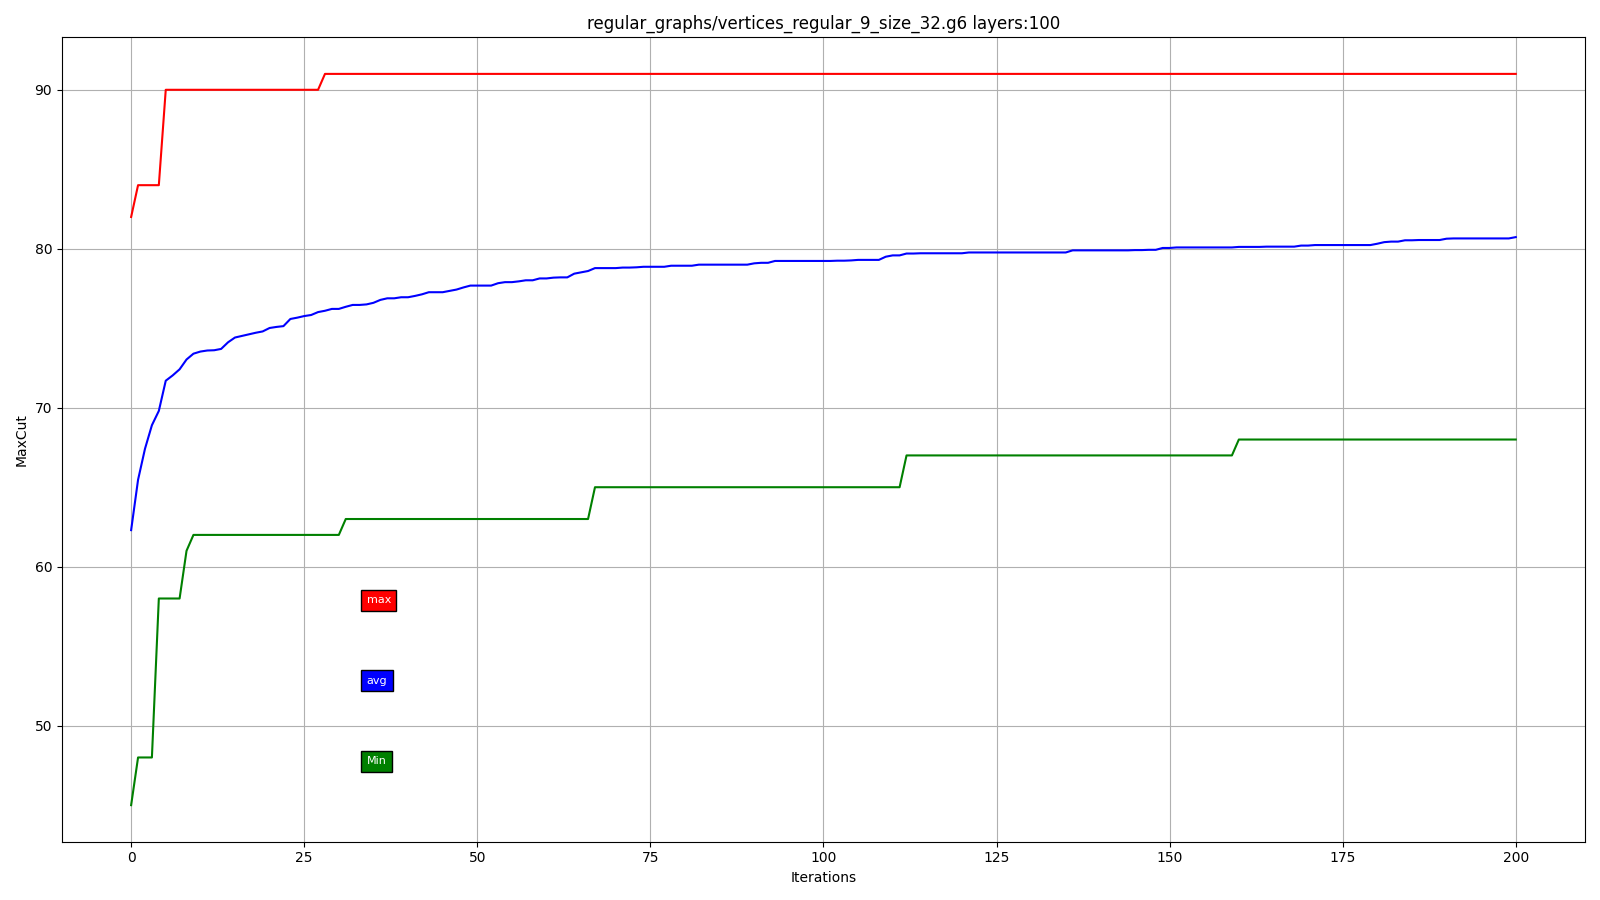 regular_graphs/vertices_regular_9_size_32.g6 layers:100
90
80
70
60
50
MaxCut
max
avg
Min
0 25 50 75 100 125 150 175 200
Iterations